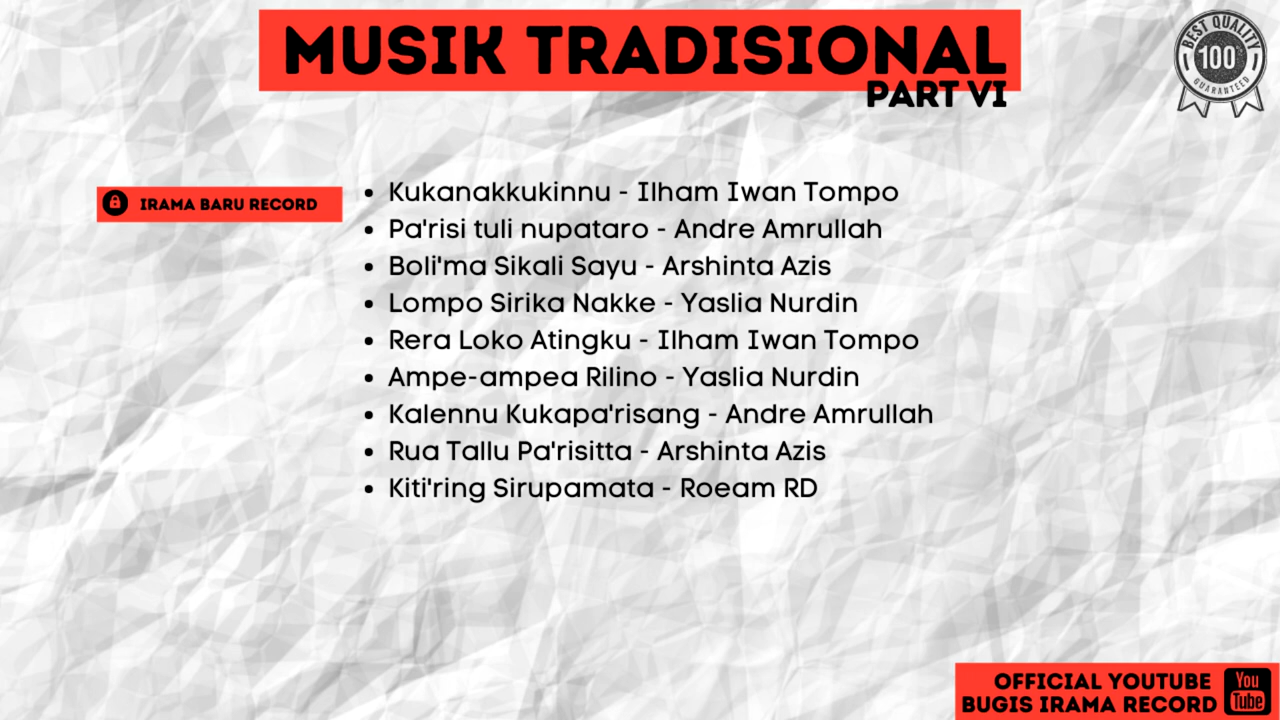 MUSIK TRADISIONAL
PART VI
BEST QUALITY
100
GUARANTEED
IRAMA BARU RECORD
• Kukanakkukinnu - Ilham Iwan Tompo
• Pa'risi tuli nupataro - Andre Amrullah
• Boli'ma Sikali Sayu - Arshinta Azis
• Lompo Sirika Nakke - Yaslia Nurdin
• Rera Loko Atingku - Ilham Iwan Tompo
• Ampe-ampea Rilino - Yaslia Nurdin
• Kalennu Kukapa'risang - Andre Amrullah
• Rua Tallu Pa'risitta - Arshinta Azis
• Kiti'ring Sirupamata - Roeam RD
OFFICIAL YOUTUBE
BUGIS IRAMA RECORD
You
Tube